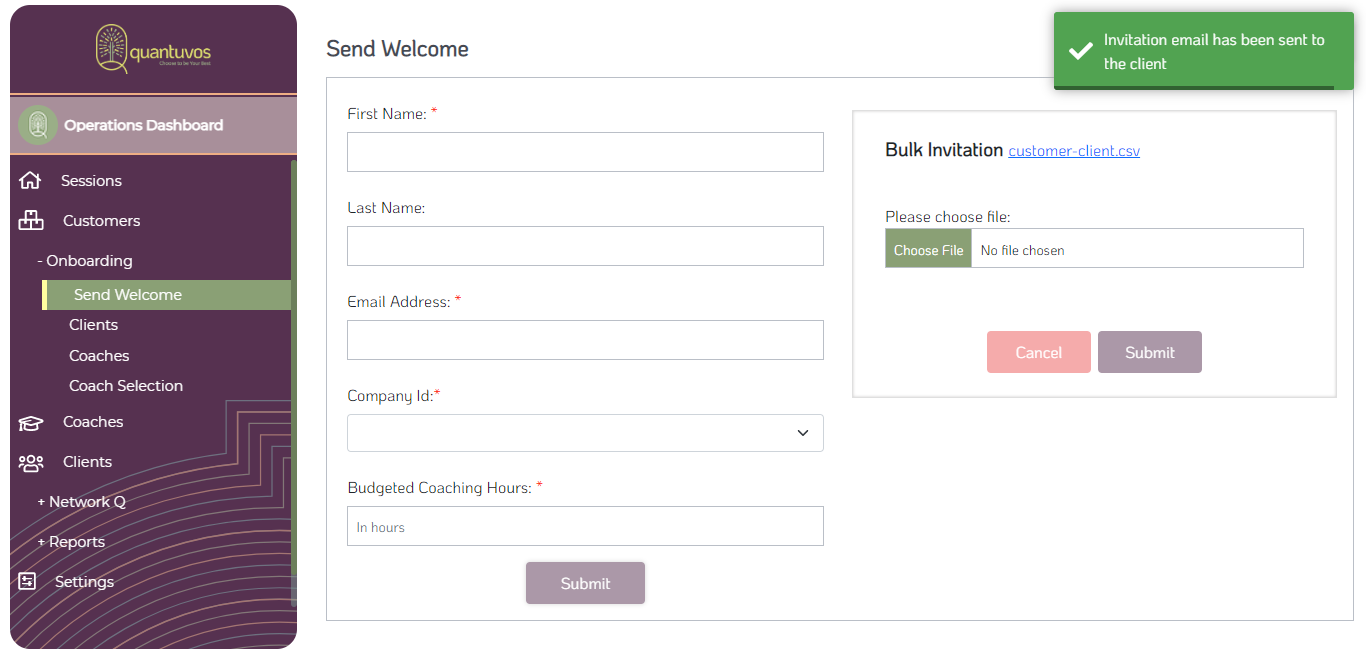 quantuvos
Choose to be Your Best
Operations Dashboard
Sessions
Customers
- Onboarding
Send Welcome
Clients
Coaches
Coach Selection
Coaches
Clients
+ Network Q
+ Reports
Settings
Send Welcome
Invitation email has been sent to
the client
First Name: *
Last Name:
Email Address: *
Company Id:*
Budgeted Coaching Hours: *
In hours
Submit
Bulk Invitation customer-client.csv
Please choose file:
Choose File No file chosen
Cancel Submit